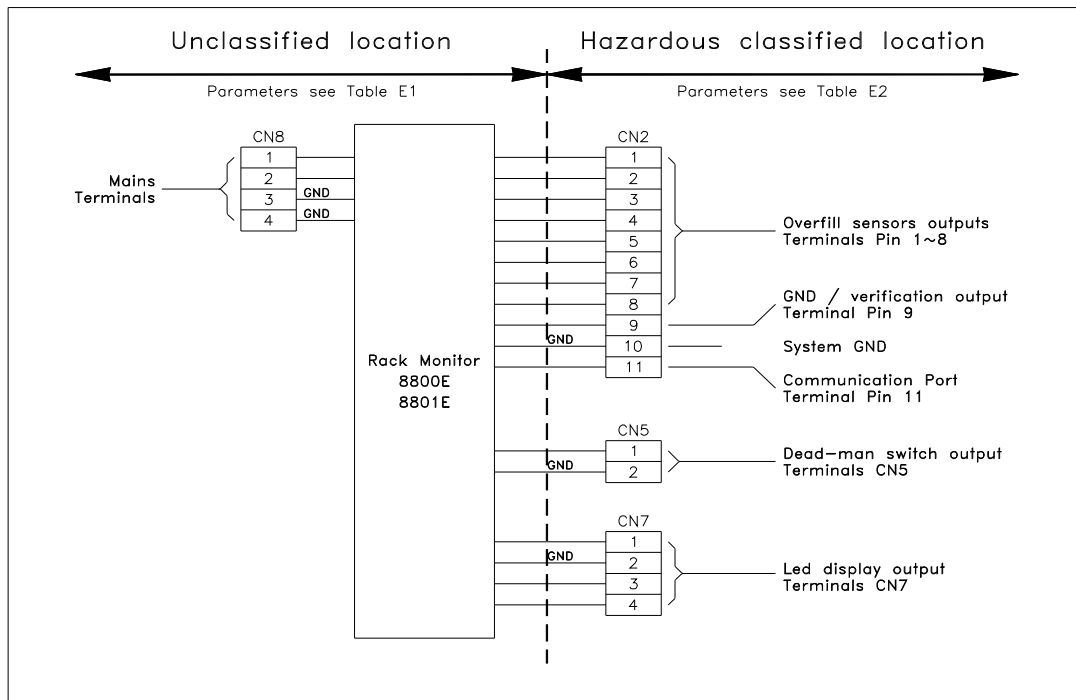 Unclassified location
Hazardous classified location
Parameters see Table E1
Parameters see Table E2
CN8
1
2
3
4
GND
GND
Mains
Terminals
Rack Monitor
8800E
8801E
CN2
1
2
3
4
5
6
7
8
9
10
11
GND
Overfill sensors outputs
Terminals Pin 1~8
GND / verification output
Terminal Pin 9
System GND
Communication Port
Terminal Pin 11
CN5
1
2
GND
Dead-man switch output
Terminals CN5
CN7
1
2
3
4
GND
Led display output
Terminals CN7